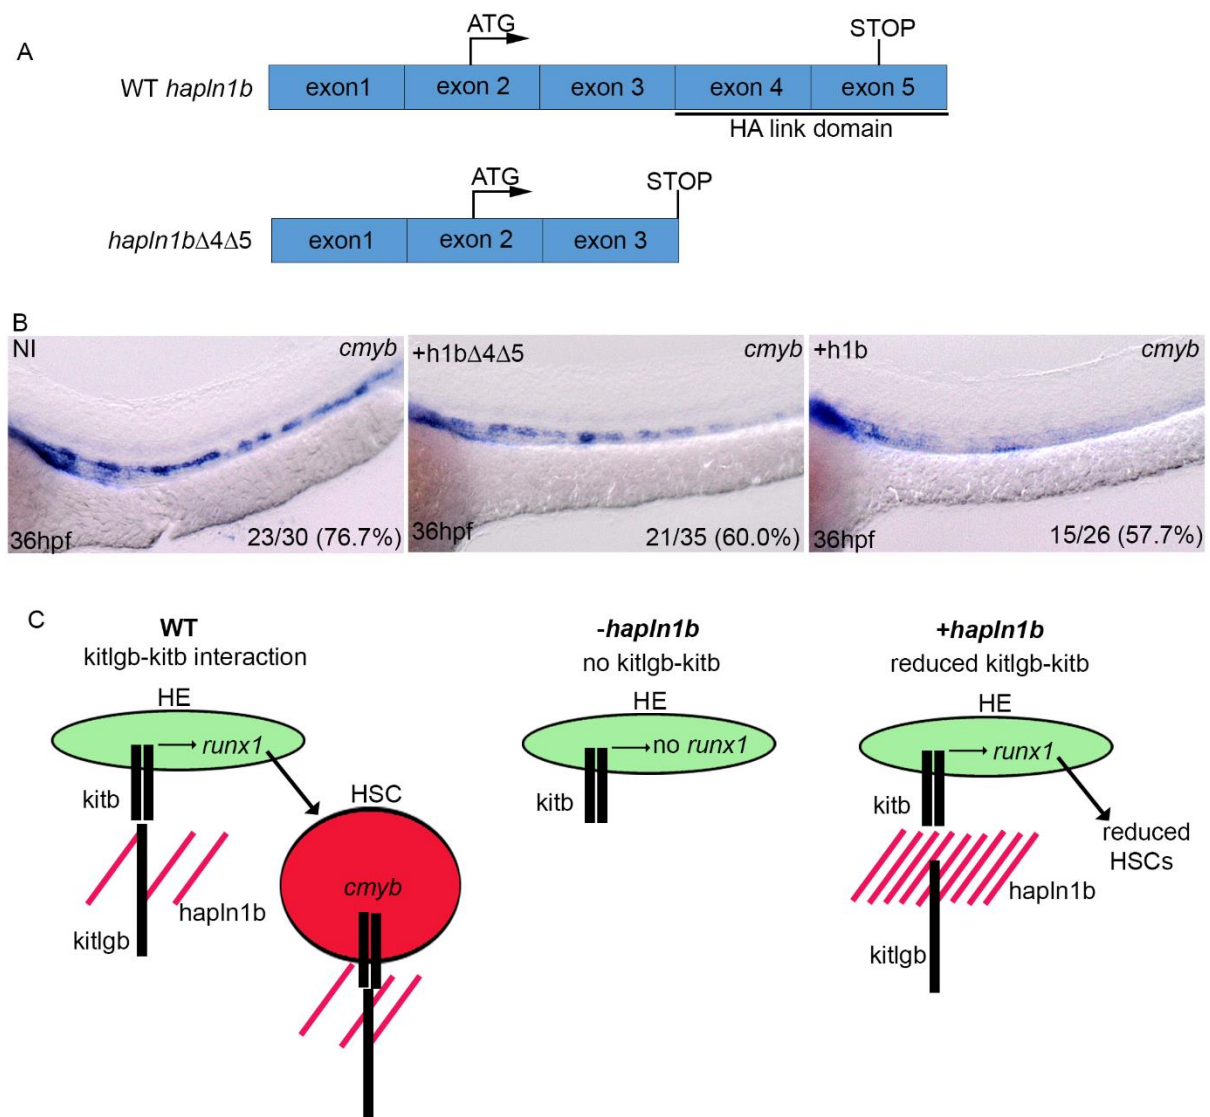 A
ATG
STOP
WT hapln1b
exon1 exon 2 exon 3 exon 4 exon 5
HA link domain
ATG
STOP
hapln1bΔ4Δ5
exon1 exon 2 exon 3
B
NI
cmyb
36hpf
23/30 (76.7%)
+h1bΔ4Δ5
cmyb
36hpf
21/35 (60.0%)
+h1b
cmyb
36hpf
15/26 (57.7%)
C
WT
kitlgb-kitb interaction
HE
runx1
kitb
HSC
cmyb
hapln1b
kitlgb
-hapln1b
no kitlgb-kitb
HE
no runx1
kitb
+hapln1b
reduced kitlgb-kitb
HE
runx1
kitb
reduced
HSCs
hapln1b
kitlgb